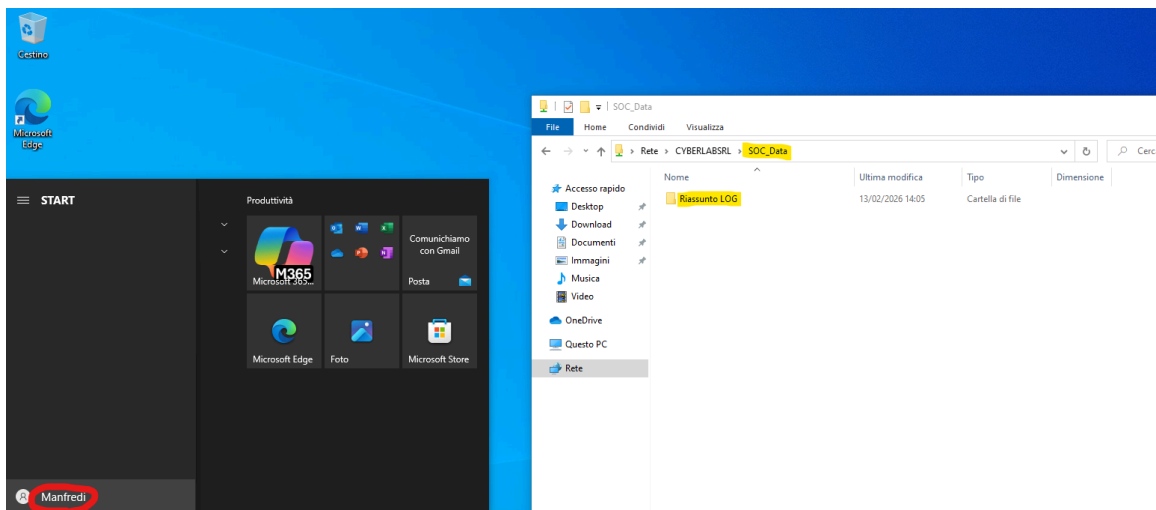 Cestino
Microsoft
Edge
START
Produttività
M365
Microsoft 365...
Comunichiamo
con Gmail
Posta
Microsoft Edge
Foto
Microsoft Store
Manfredi
SOC_Data
File Home Condividi Visualizza
Rete > CYBERLABSRL > SOC_Data
Cerc
Nome Ultima modifica Tipo Dimensione
Riassunto LOG 13/02/2026 14:05 Cartella di file
Accesso rapido
Desktop
Download
Documenti
Immagini
Musica
Video
OneDrive
Questo PC
Rete